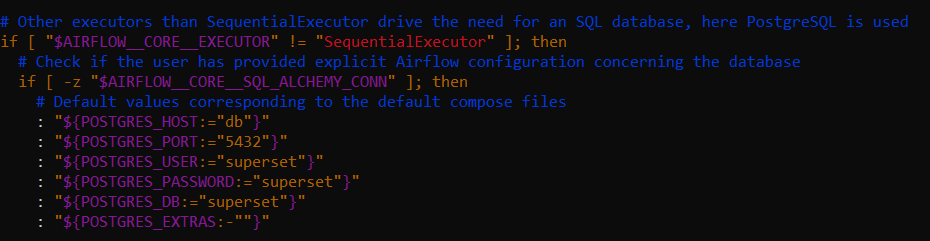 # Other executors than SequentialExecutor drive the need for an SQL database, here PostgreSQL is used
if [ "$AIRFLOW__CORE__EXECUTOR" != "SequentialExecutor" ]; then
  # Check if the user has provided explicit Airflow configuration concerning the database
  if [ -z "$AIRFLOW__CORE__SQL_ALCHEMY_CONN" ]; then
    # Default values corresponding to the default compose files
    : "${POSTGRES_HOST:="db"}"
    : "${POSTGRES_PORT:="5432"}"
    : "${POSTGRES_USER:="superset"}"
    : "${POSTGRES_PASSWORD:="superset"}"
    : "${POSTGRES_DB:="superset"}"
    : "${POSTGRES_EXTRAS:-""}"